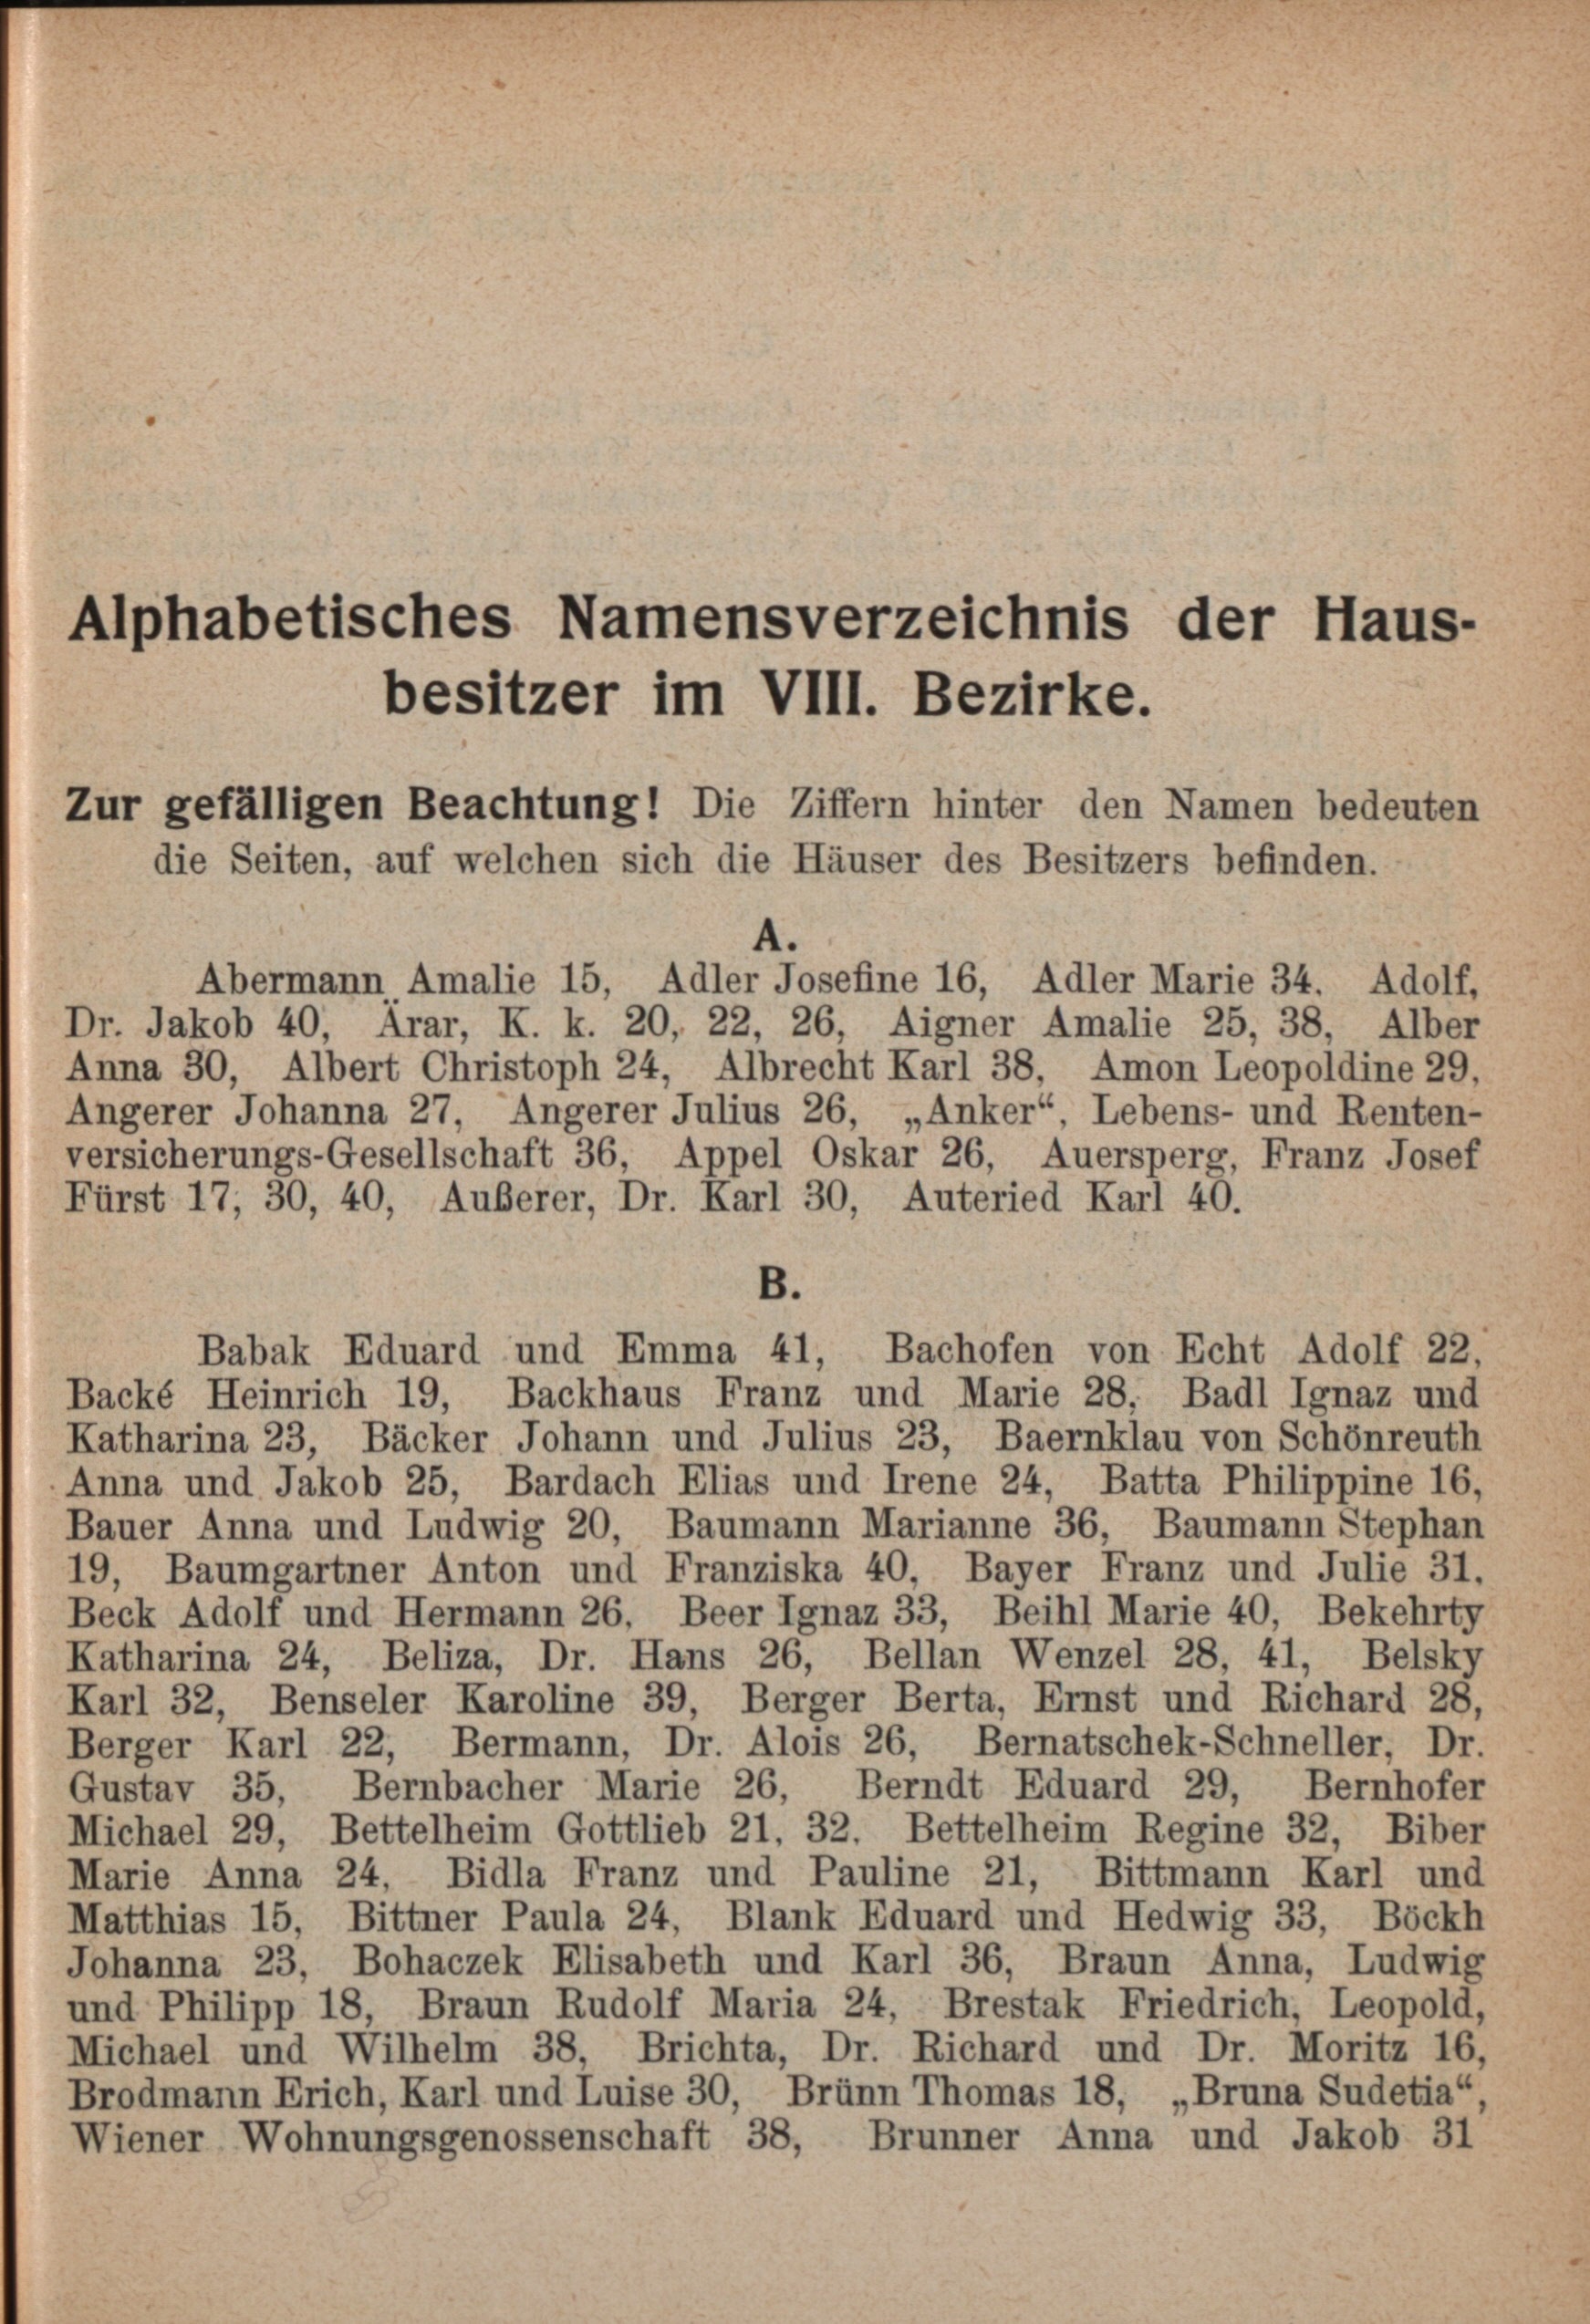 Alphabetisches Namensverzeichnis der Haus-
besitzer im VIII. Bezirke.
Zur gefälligen Beachtung! Die Ziffern hinter den Namen bedeuten
die Seiten, auf welchen sich die Häuser des Besitzers befinden.
A.
Abermann Amalie 15, Adler Josefine 16, Adler Marie 34. Adolf,
Dr. Jakob 40, Ärar, K. k. 20, 22, 26, Aigner Amalie 25, 38, Alber
Anna 30, Albert Christoph 24, Albrecht Karl 38, Amon Leopoldine 29,
Angerer Johanna 27, Angerer Julius 26, „Anker“, Lebens- und Renten-
versicherungs-Gesellschaft 36, Appel Oskar 26, Auersperg, Franz Josef
Fürst 17, 30, 40, Außerer, Dr. Karl 30, Auteried Karl 40.
B.
Babak Eduard und Emma 41, Bachofen von Echt Adolf 22,
Backé Heinrich 19, Backhaus Franz und Marie 28, Badl Ignaz und
Katharina 23, Bäcker Johann und Julius 23, Baernklau von Schönreuth
Anna und Jakob 25, Bardach Elias und Irene 24, Batta Philippine 16,
Bauer Anna und Ludwig 20, Baumann Marianne 36, Baumann Stephan
19, Baumgartner Anton und Franziska 40, Bayer Franz und Julie 31,
Beck Adolf und Hermann 26, Beer Ignaz 33, Beihl Marie 40, Bekehrty
Katharina 24, Beliza, Dr. Hans 26, Bellan Wenzel 28, 41, Belsky
Karl 32, Benseler Karoline 39, Berger Berta, Ernst und Richard 28,
Berger Karl 22, Bermann, Dr. Alois 26, Bernatschek-Schneller, Dr.
Gustav 35, Bernbacher Marie 26, Berndt Eduard 29, Bernhofer
Michael 29, Bettelheim Gottlieb 21, 32, Bettelheim Regine 32, Biber
Marie Anna 24, Bidla Franz und Pauline 21, Bittmann Karl und
Matthias 15, Bittner Paula 24, Blank Eduard und Hedwig 33, Böckh
Johanna 23, Bohaczek Elisabeth und Karl 36, Braun Anna, Ludwig
und Philipp 18, Braun Rudolf Maria 24, Brestak Friedrich, Leopold,
Michael und Wilhelm 38, Brichta, Dr. Richard und Dr. Moritz 16,
Brodmann Erich, Karl und Luise 30, Brünn Thomas 18, „Bruna Sudetia“,
Wiener Wohnungsgenossenschaft 38, Brunner Anna und Jakob 31